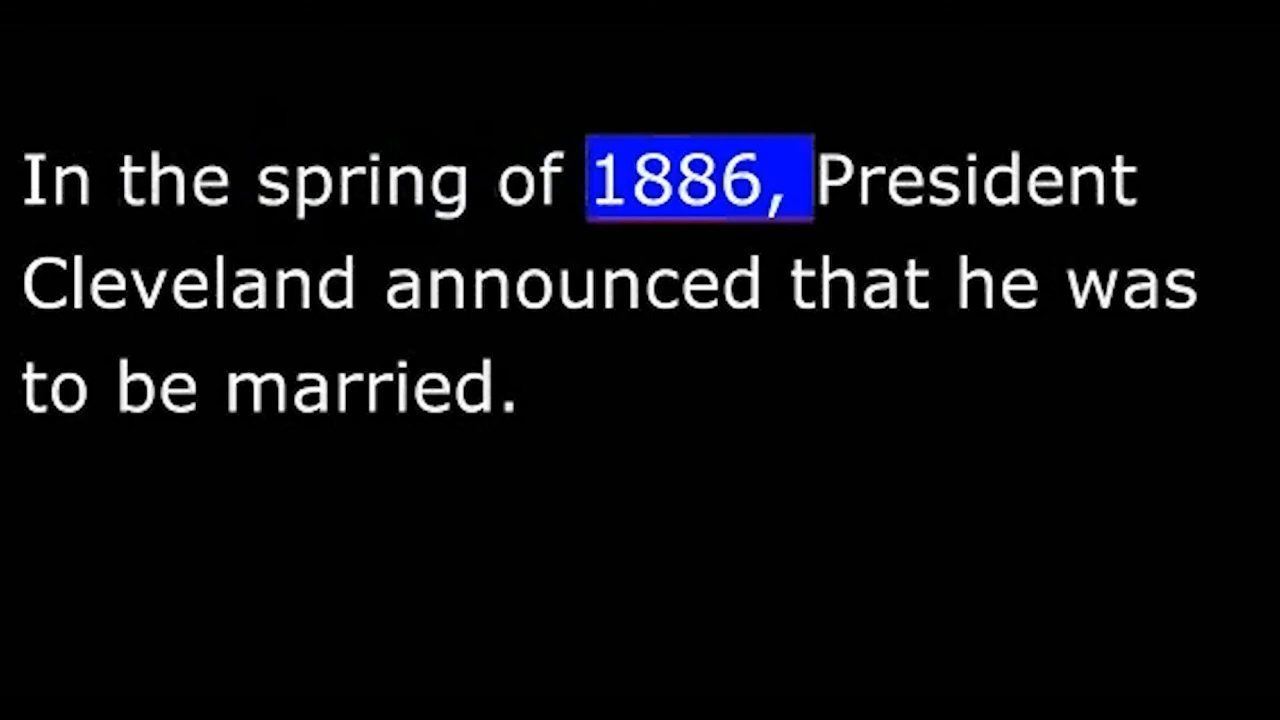 In the spring of 1886, President
Cleveland announced that he was
to be married.